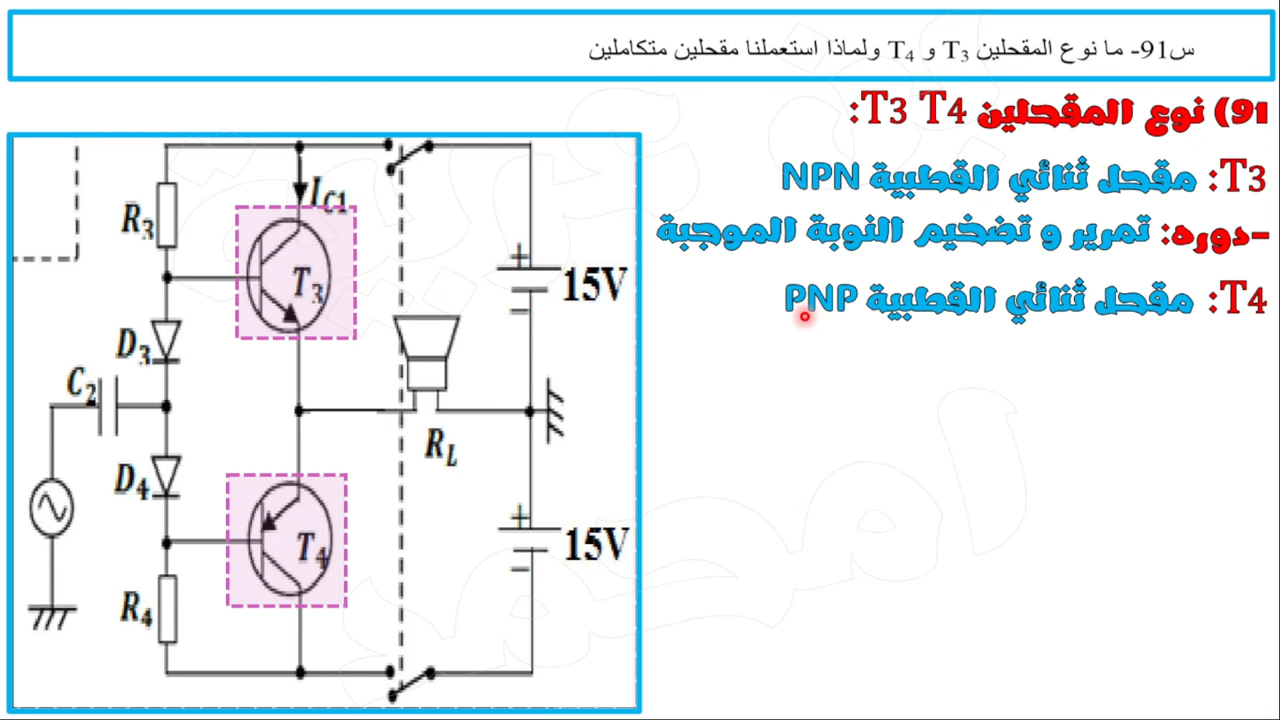 س91- ما نوع المقحلين T3 و T4 ولماذا استعملنا مقحلين متكاملين
91) نوع المقحلين T3 T4:
T3: مقحل ثنائي القطبية NPN
-دوره: تمرير و تضخيم النوبة الموجبة
T4: مقحل ثنائي القطبية PNP
IC1
R3
T3
+
15V
-
D3
C2
RL
D4
T4
+
15V
-
R4